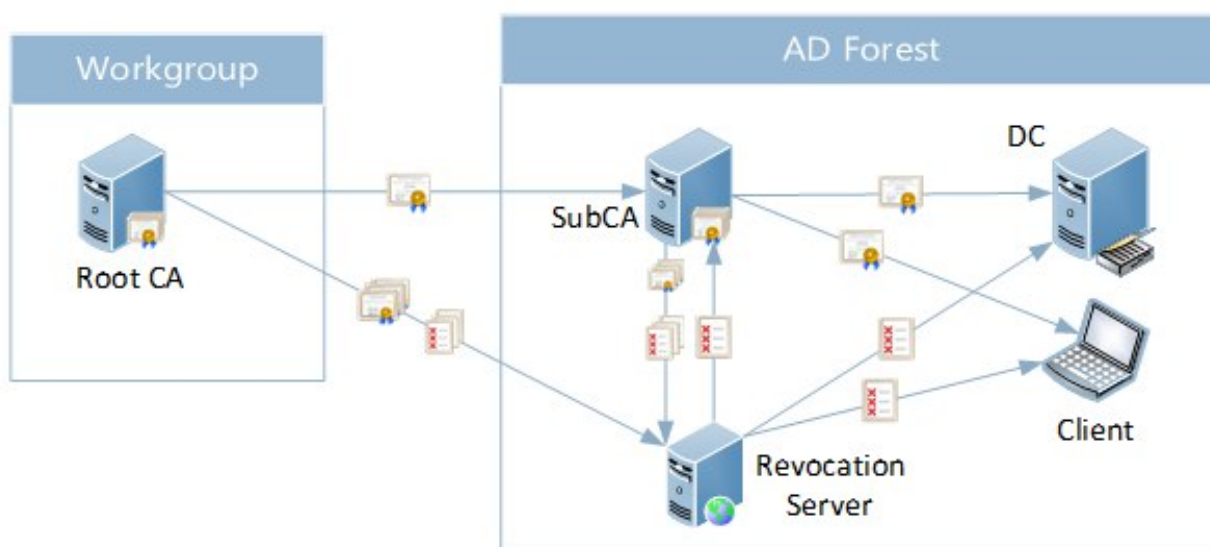 Workgroup
AD Forest
DC
SubCA
Root CA
Client
Revocation
Server